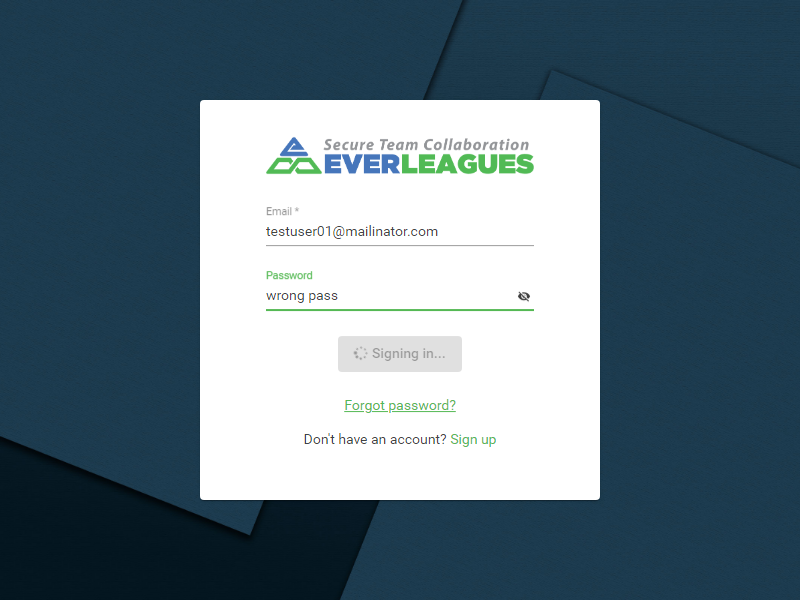 Secure Team Collaboration
EVERLEAGUES
Email *
testuser01@mailinator.com
Password
wrong pass
Signing in...
Forgot password?
Don't have an account? Sign up